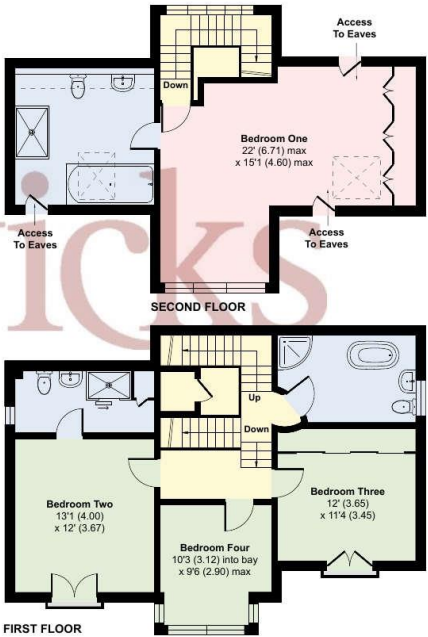 Access
To Eaves
Down
Bedroom One
22' (6.71) max
x 15'1 (4.60) max
Access
To Eaves
Access
To Eaves
SECOND FLOOR
icks
Up
Down
Bedroom Two
13'1 (4.00)
x 12' (3.67)
Bedroom Three
12' (3.65)
x 11'4 (3.45)
Bedroom Four
10'3 (3.12) into bay
x 9'6 (2.90) max
FIRST FLOOR